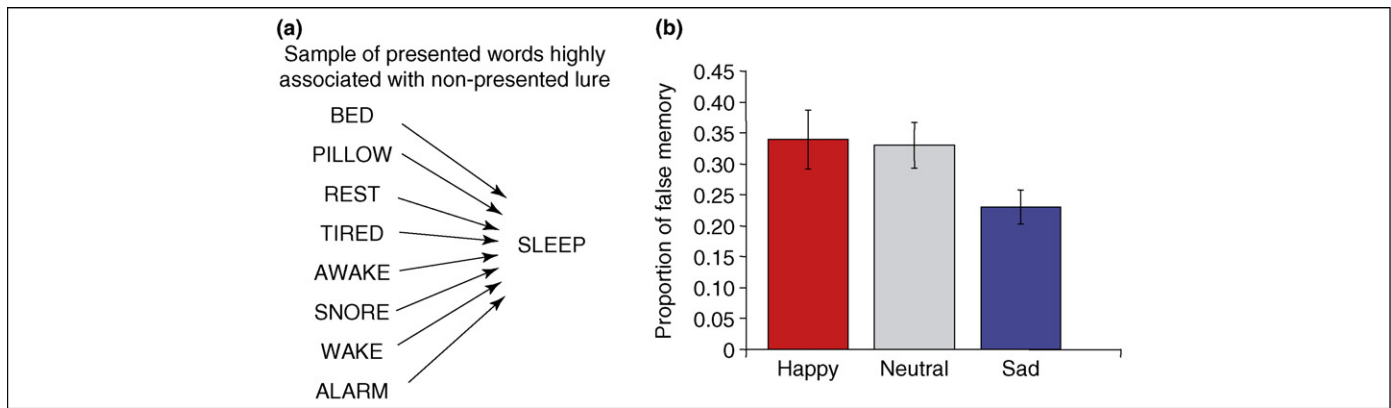 (a)
Sample of presented words highly
associated with non-presented lure
BED
PILLOW
REST
TIRED
AWAKE
SNORE
WAKE
ALARM
SLEEP
(b)
Proportion of false memory
0.45
0.40
0.35
0.30
0.25
0.20
0.15
0.10
0.05
0
Happy
Neutral
Sad